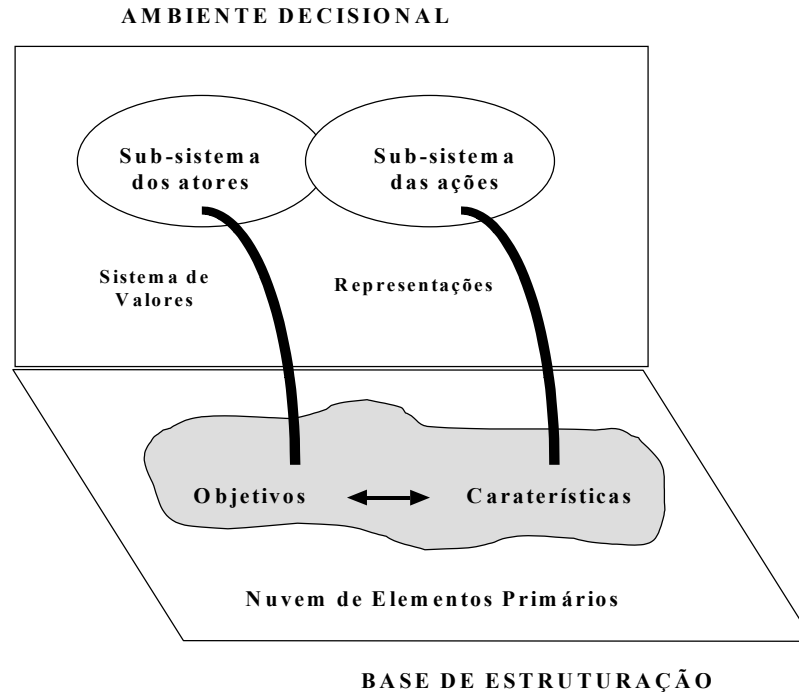 AMBIENTE DECISIONAL
Sub-sistema
dos atores
Sub-sistema
das ações
Sistema de
Valores
Representações
Objetivos
Caraterísticas
Nuvem de Elementos Primários
BASE DE ESTRUTURAÇÃO